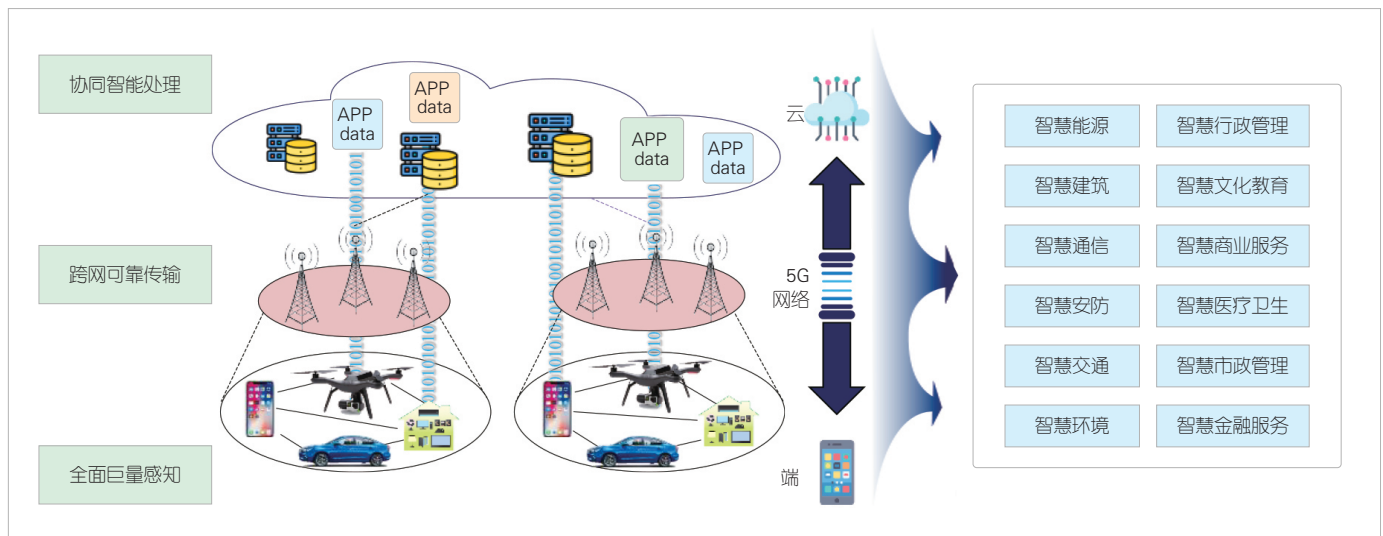 协同智能处理
跨网可靠传输
全面巨量感知
APP
data
APP
data
APP
data
APP
data
云
5G
网络
端
智慧能源
智慧行政管理
智慧建筑
智慧文化教育
智慧通信
智慧商业服务
智慧安防
智慧医疗卫生
智慧交通
智慧市政管理
智慧环境
智慧金融服务